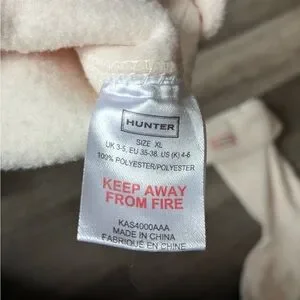 HUNTER
SIZE XL
UK 3-5, EU 35-38, US (K) 4-6
100% POLYESTER/POLYESTER
KEEP AWAY
FROM FIRE
KAS4000AAA
MADE IN CHINA
FABRIQUÉ EN CHINE